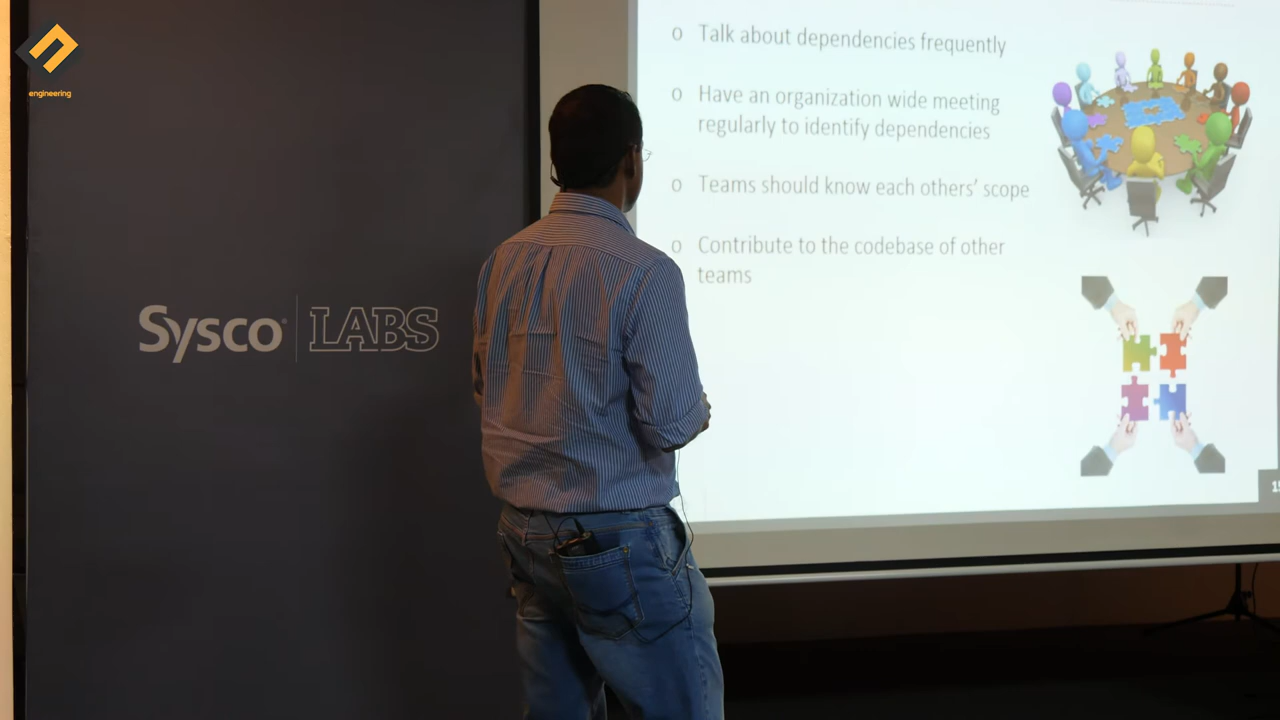 engineering
Sysco LABS
o Talk about dependencies frequently
o Have an organization wide meeting
regularly to identify dependencies
o Teams should know each others' scope
o Contribute to the codebase of other
teams